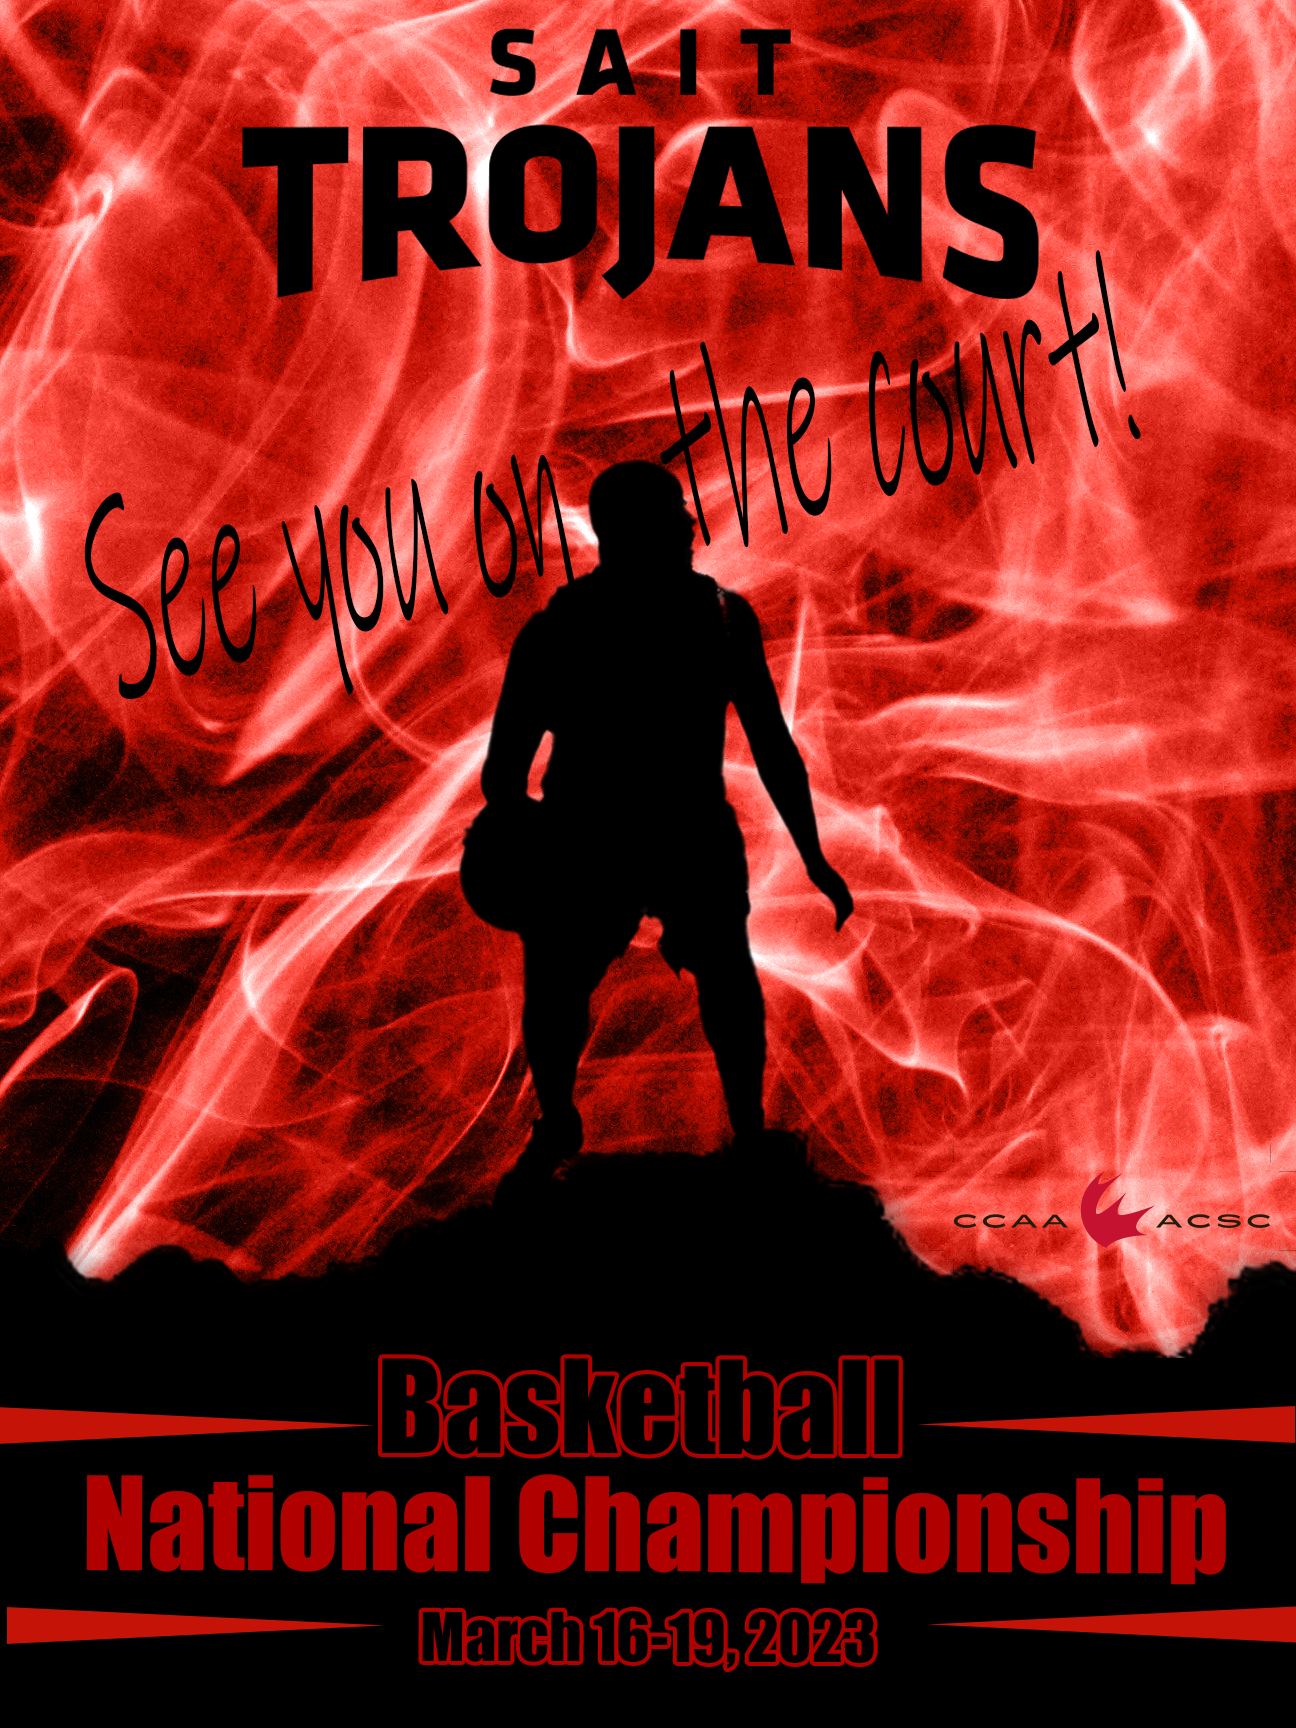 SAIT
TROJANS
See you on the court!
CCAA ACSC
Basketball
National Championship
March 16-19, 2023